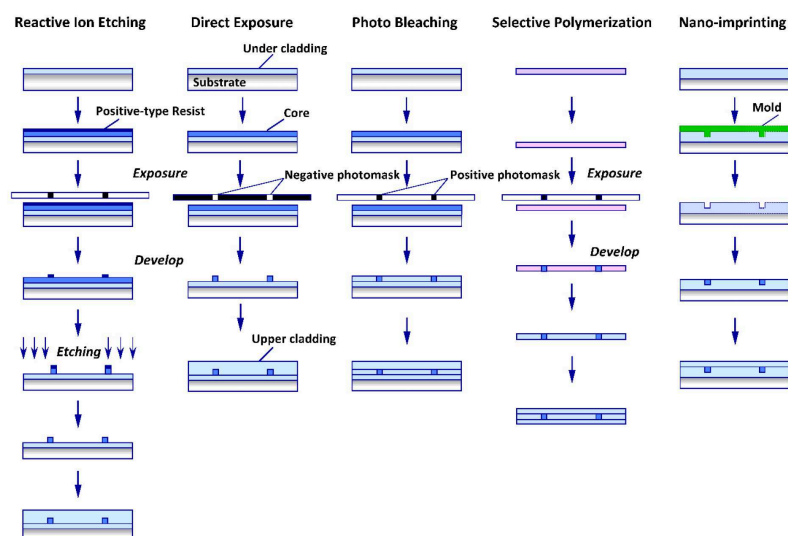 Reactive Ion Etching
Direct Exposure
Photo Bleaching
Selective Polymerization
Nano-imprinting
Under cladding
Substrate
Positive-type Resist
Core
Mold
Exposure
Negative photomask
Positive photomask
Exposure
Develop
Develop
Etching
Upper cladding